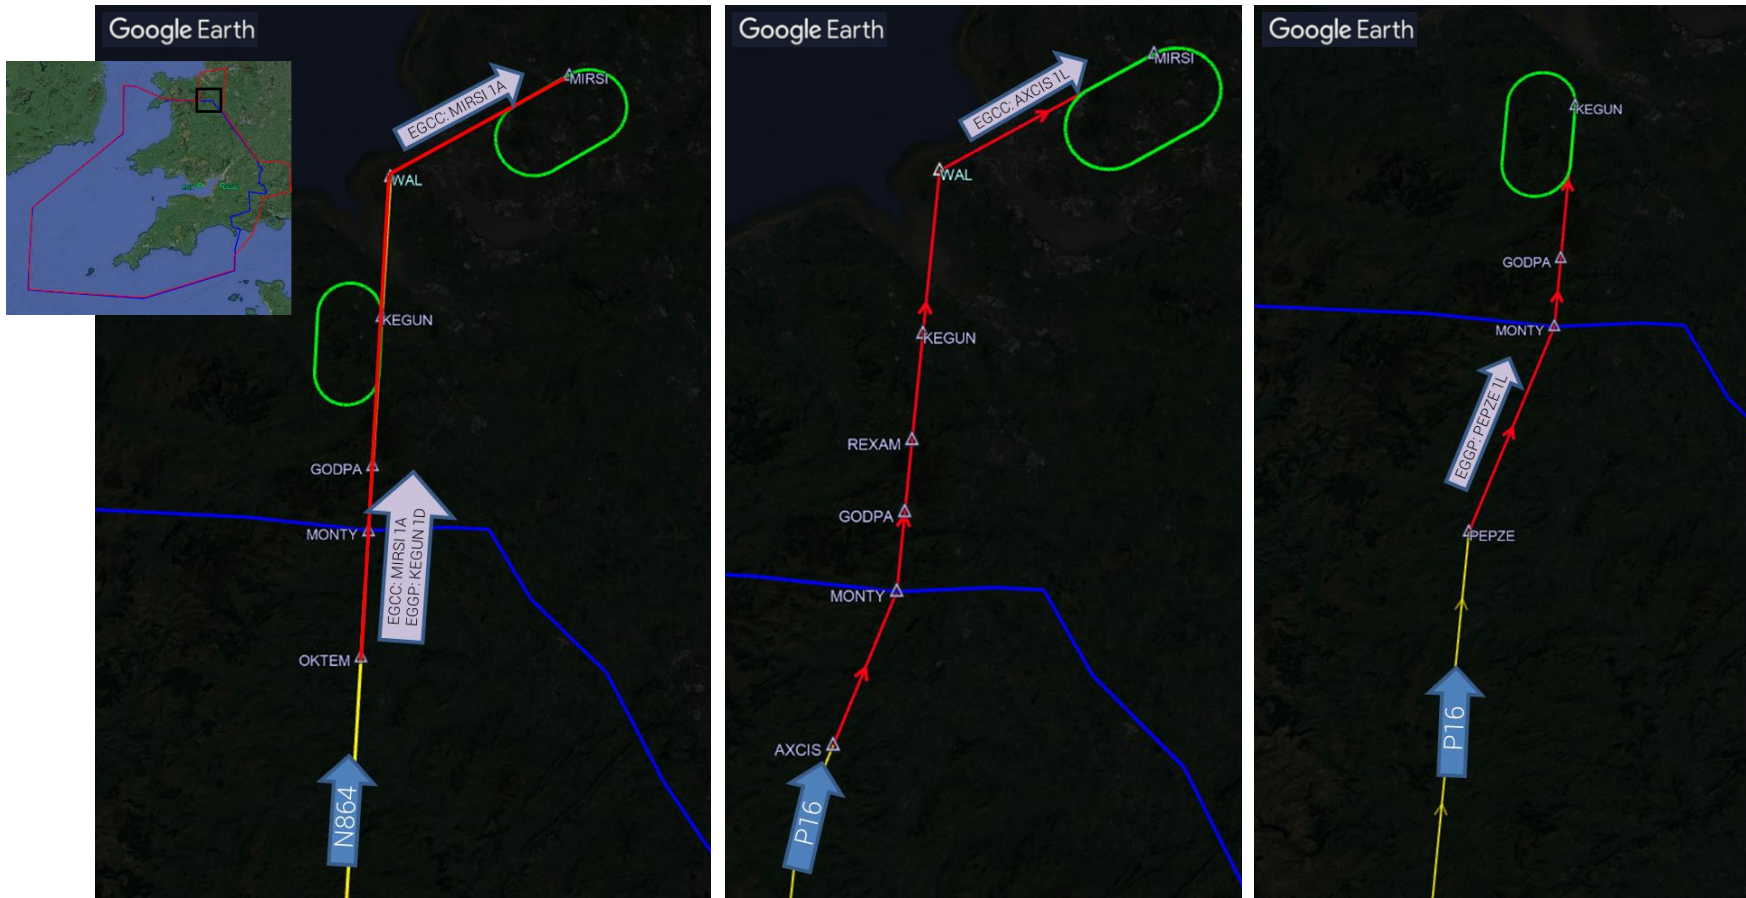 Google Earth
MIRSI
EGCC: MIRSI 1A
WAL
KEGUN
GODPA
MONTY
EGCC: MIRSI 1A
EGGP: KEGUN 1D
OKTEM
N864
Google Earth
MIRSI
EGCC: AXCIS 1L
WAL
KEGUN
REXAM
GODPA
MONTY
AXCIS
P16
Google Earth
KEGUN
GODPA
MONTY
EGGP: PEPZE 1L
PEPZE
P16